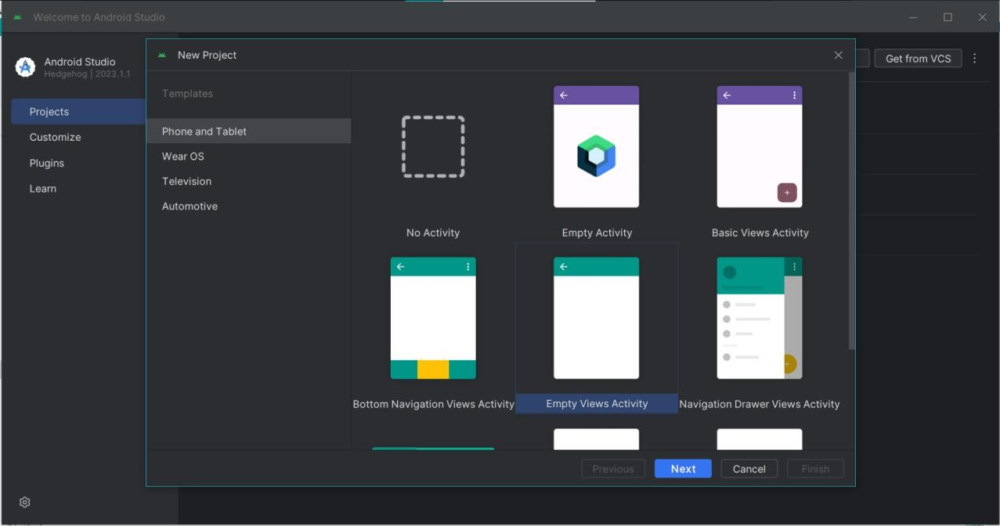 Welcome to Android Studio
Android Studio
Hedgehog | 2023.1.1
Projects
Customize
Plugins
Learn
Get from VCS
New Project
Templates
Phone and Tablet
Wear OS
Television
Automotive
No Activity
Empty Activity
Basic Views Activity
Bottom Navigation Views Activity
Empty Views Activity
Navigation Drawer Views Activity
Previous
Next
Cancel
Finish